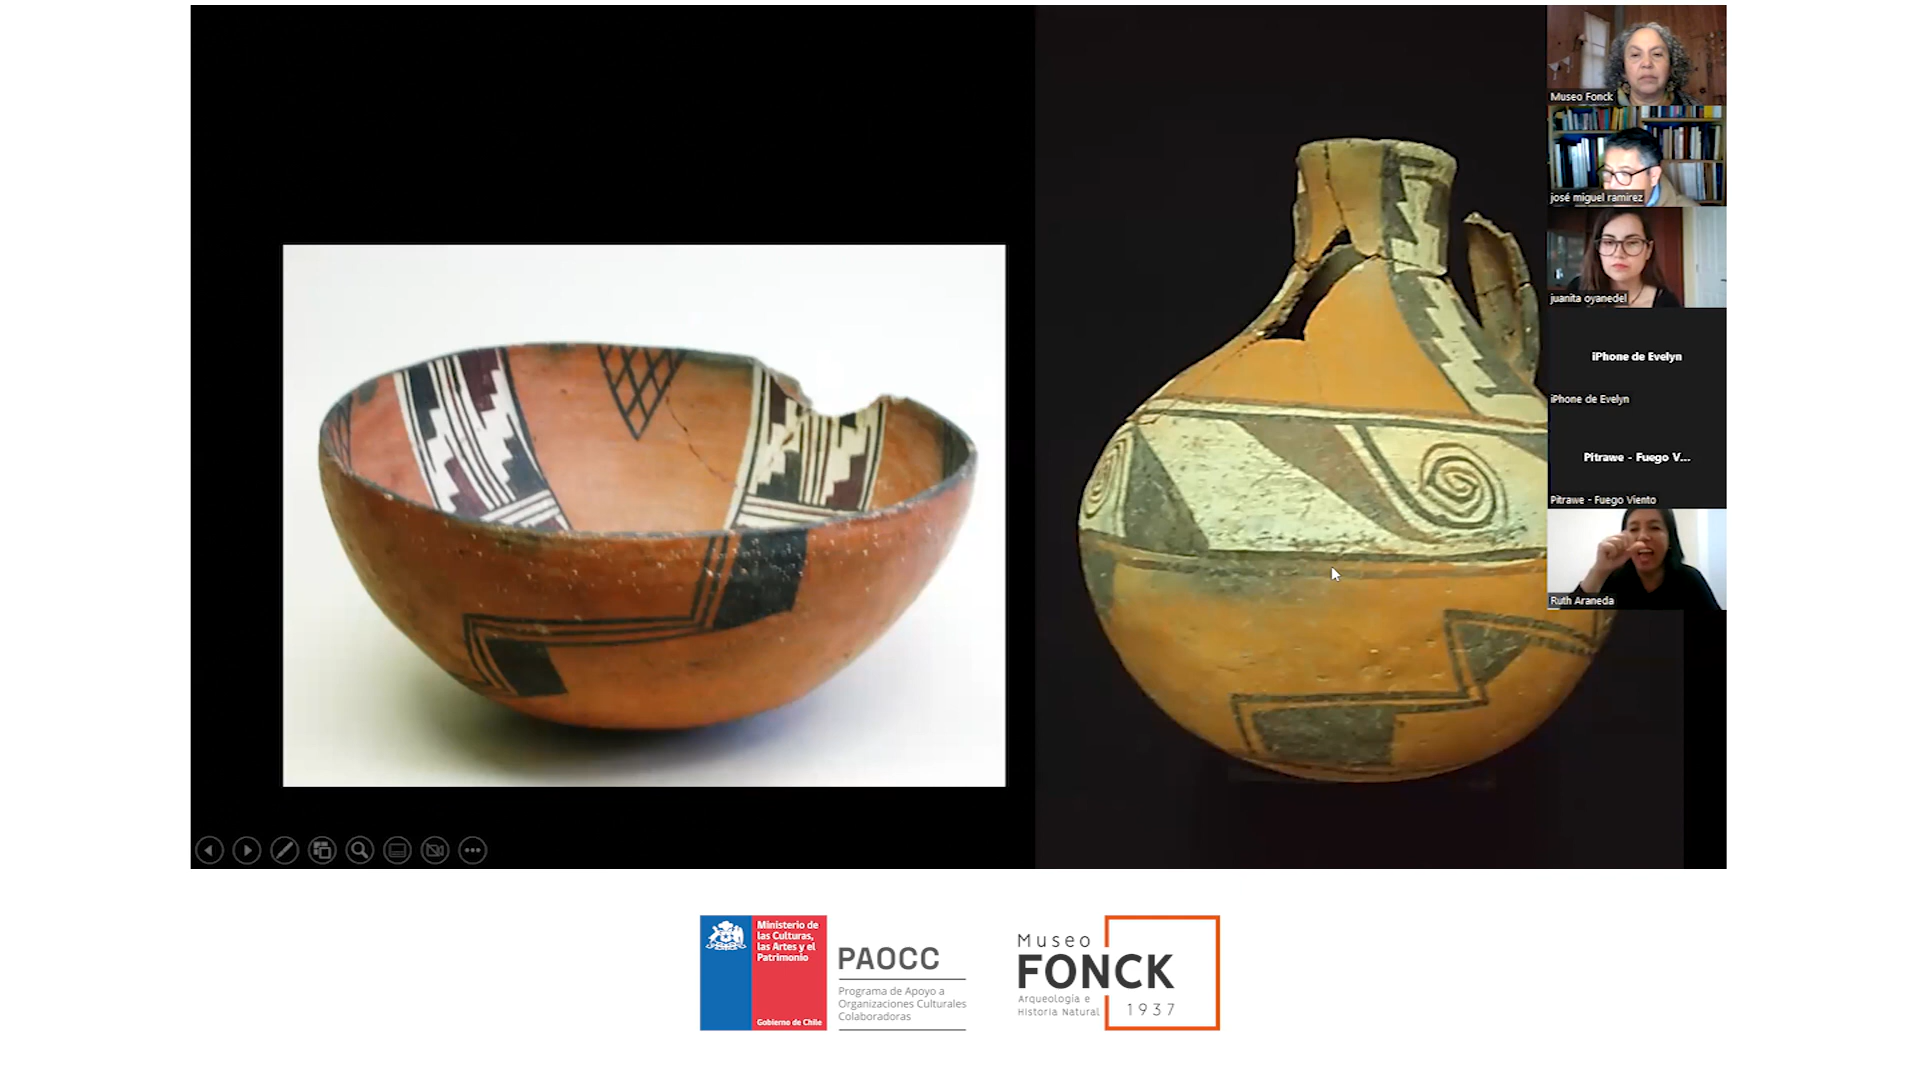 Museo Fonck
josé miguel ramirez
juanita oyanedel
iPhone de Evelyn
iPhone de Evelyn
Pitrawe - Fuego V...
Pitrawe - Fuego Viento
Ruth Araneda
Ministerio de
las Culturas,
las Artes y el
Patrimonio
Gobierno de Chile
PAOCC
Programa de Apoyo a
Organizaciones Culturales
Colaboradoras
Museo
FONCK
Arqueología e
Historia Natural
1937